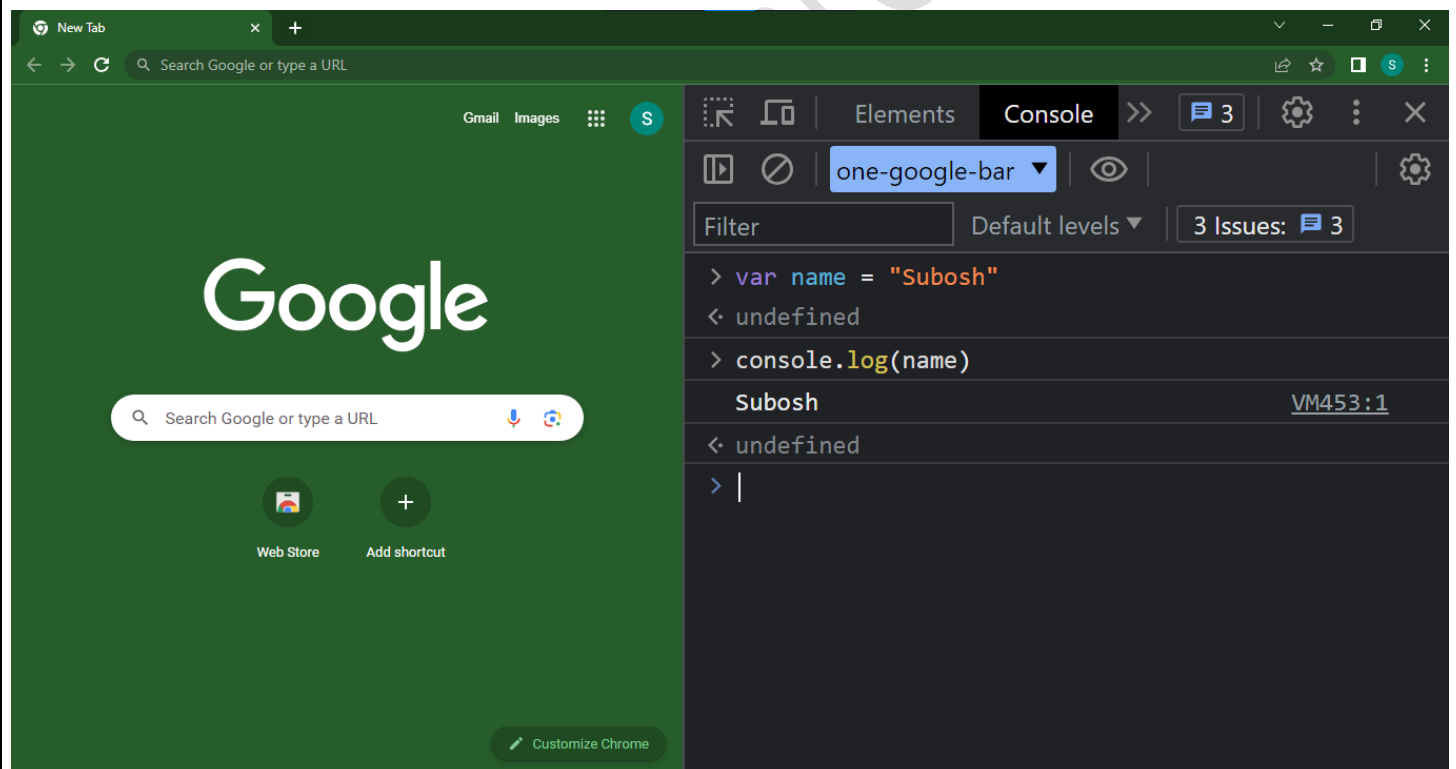 New Tab
Search Google or type a URL
S
Gmail Images S
Google
Search Google or type a URL
Web Store Add shortcut
Customize Chrome
Elements Console 3
one-google-bar
Filter Default levels 3 Issues: 3
> var name = "Subosh"
undefined
> console.log(name)
Subosh VM453:1
undefined
>